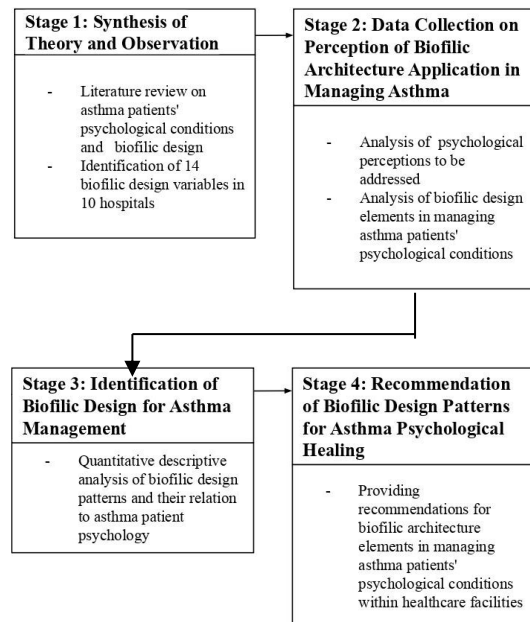 Stage 1: Synthesis of
Theory and Observation
- Literature review on
asthma patients'
psychological conditions
and biofilic design
- Identification of 14
biofilic design variables in
10 hospitals
Stage 2: Data Collection on
Perception of Biofilic
Architecture Application in
Managing Asthma
- Analysis of psychological
perceptions to be
addressed
- Analysis of biofilic design
elements in managing
asthma patients'
psychological conditions
Stage 3: Identification of
Biofilic Design for Asthma
Management
- Quantitative descriptive
analysis of biofilic design
patterns and their relation
to asthma patient
psychology
Stage 4: Recommendation
of Biofilic Design Patterns
for Asthma Psychological
Healing
- Providing
recommendations for
biofilic architecture
elements in managing
asthma patients'
psychological conditions
within healthcare facilities